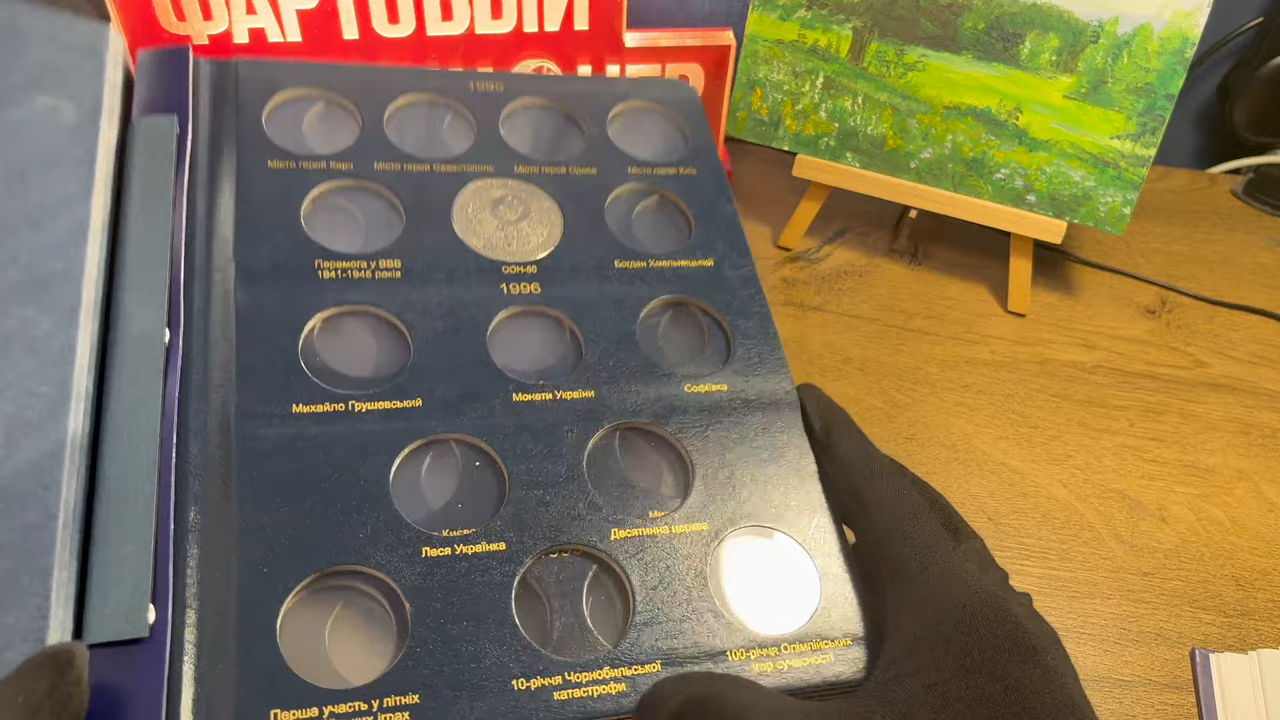 ФАРТОВЫЙ
1995
Місто герой Керч
Місто герой Севастополь
Місто герой Одеса
Місто герой Київ
Перемога у ВВВ
1941-1945 років
ООН-50
Богдан Хмельницький
1996
Михайло Грушевський
Монети України
Софіївка
Леся Українка
Десятинна церква
Перша участь у літніх
іграх
10-річчя Чорнобильської
катастрофи
100-річчя Олімпійських
ігор сучасності